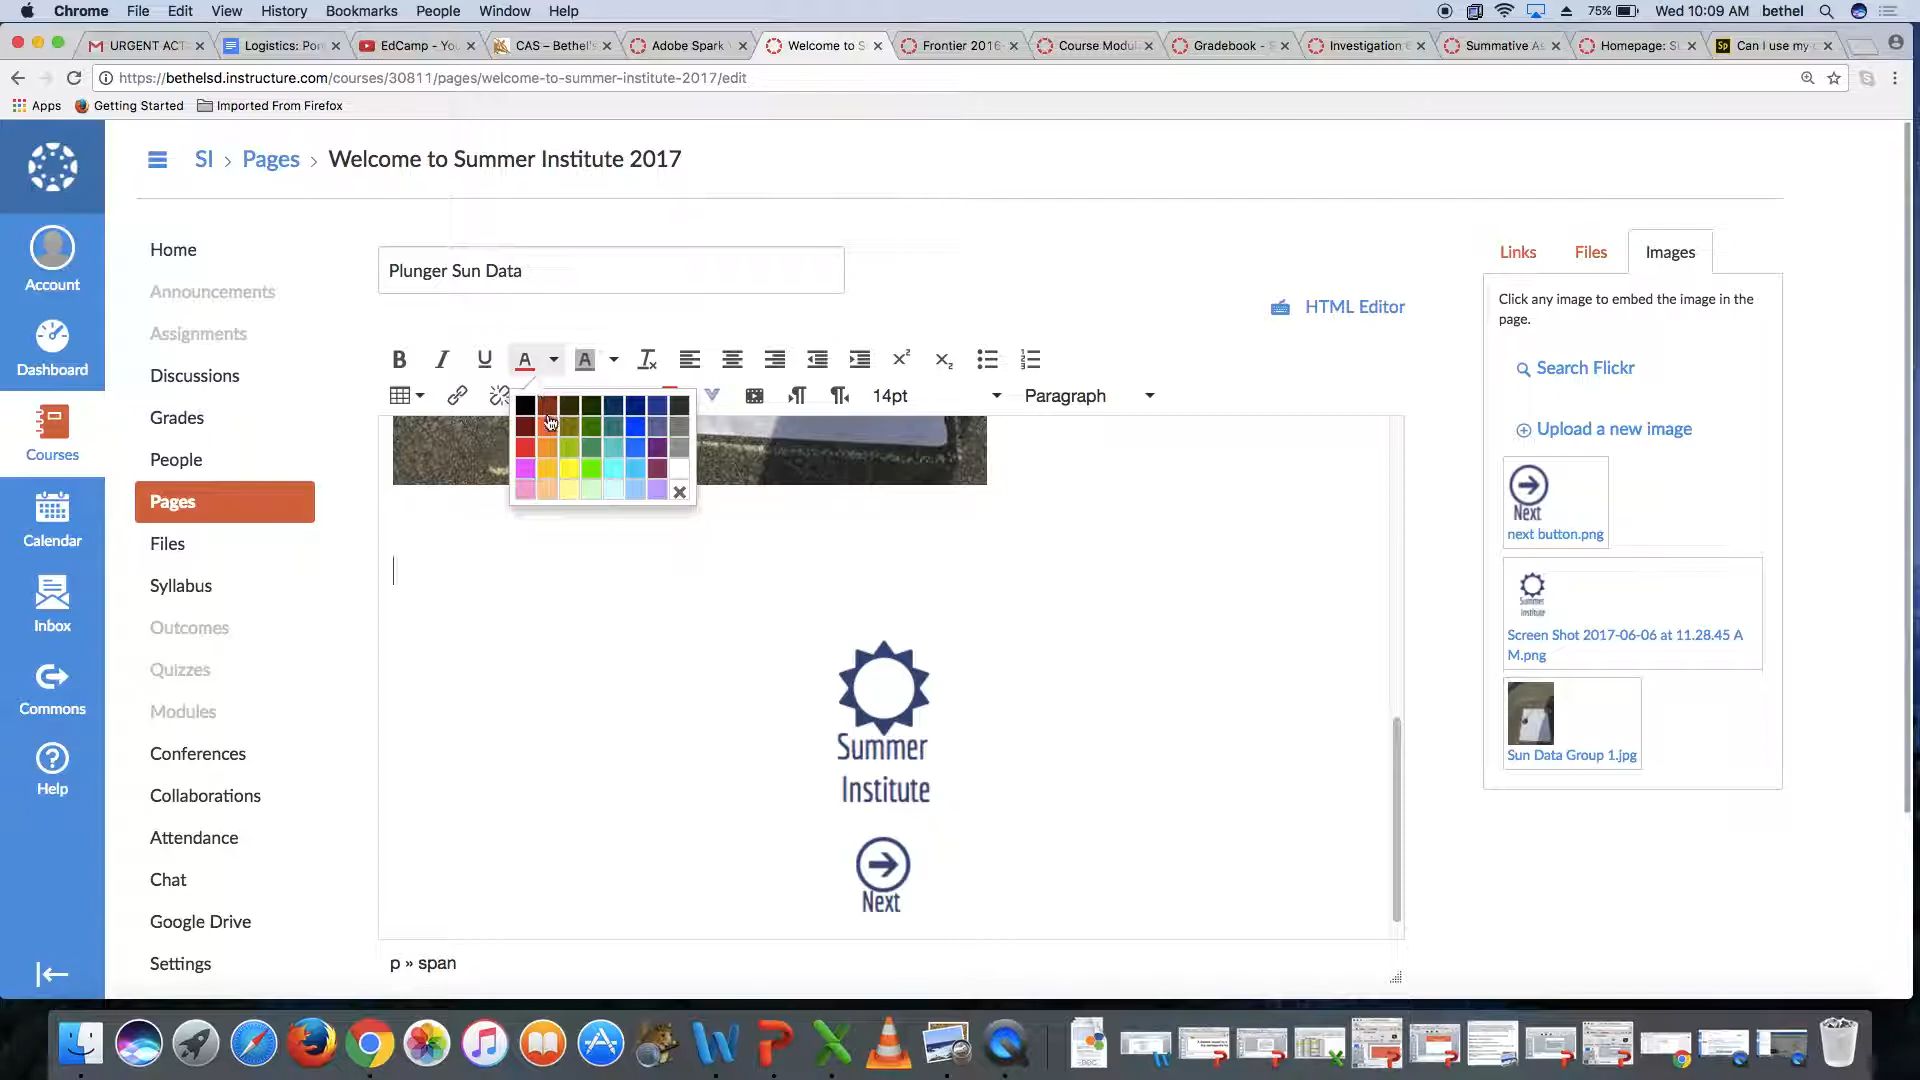 Chrome File Edit View History Bookmarks People Window Help
75% Wed 10:09 AM bethel
URGENT ACT
Logistics: Por
EdCamp - You
CAS – Bethel's
Adobe Spark
Welcome to S
Frontier 2016
Course Modul
Gradebook - S
Investigation
Summative As
Homepage: S
Can I use my
https://bethelsd.instructure.com/courses/30811/pages/welcome-to-summer-institute-2017/edit
Apps Getting Started Imported From Firefox
SI › Pages › Welcome to Summer Institute 2017
Account
Dashboard
Courses
Calendar
Inbox
Commons
Help
Home
Announcements
Assignments
Discussions
Grades
People
Pages
Files
Syllabus
Outcomes
Quizzes
Modules
Conferences
Collaborations
Attendance
Chat
Google Drive
Settings
Plunger Sun Data
HTML Editor
14pt Paragraph
Summer
Institute
Next
p » span
Links Files Images
Click any image to embed the image in the
page.
Search Flickr
Upload a new image
Next
next button.png
Summer
Institute
Screen Shot 2017-06-06 at 11.28.45 A
M.png
Sun Data Group 1.jpg